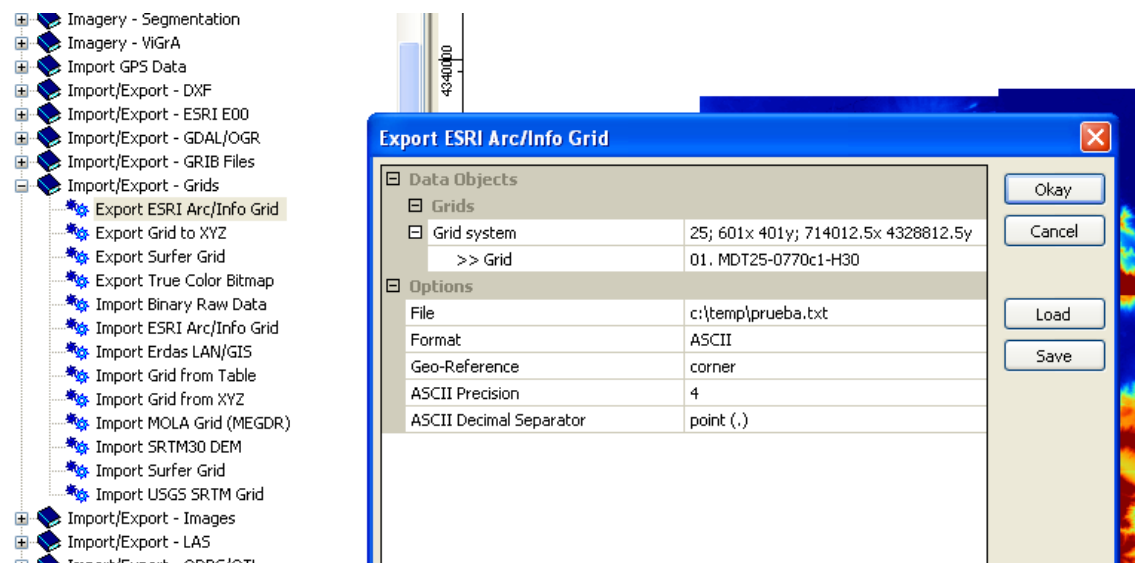 Imagery - Segmentation
Imagery - ViGrA
Import GPS Data
Import/Export - DXF
Import/Export - ESRI E00
Import/Export - GDAL/OGR
Import/Export - GRIB Files
Import/Export - Grids
Export ESRI Arc/Info Grid
Export Grid to XYZ
Export Surfer Grid
Export True Color Bitmap
Import Binary Raw Data
Import ESRI Arc/Info Grid
Import Erdas LAN/GIS
Import Grid from Table
Import Grid from XYZ
Import MOLA Grid (MEGDR)
Import SRTM30 DEM
Import Surfer Grid
Import USGS SRTM Grid
Import/Export - Images
Import/Export - LAS
4340000
Export ESRI Arc/Info Grid
Data Objects
Grids
Grid system 25; 601x 401y; 714012.5x 4328812.5y
>> Grid 01. MDT25-0770c1-H30
Options
File c:\temp\prueba.txt
Format ASCII
Geo-Reference corner
ASCII Precision 4
ASCII Decimal Separator point (.)
Okay
Cancel
Load
Save